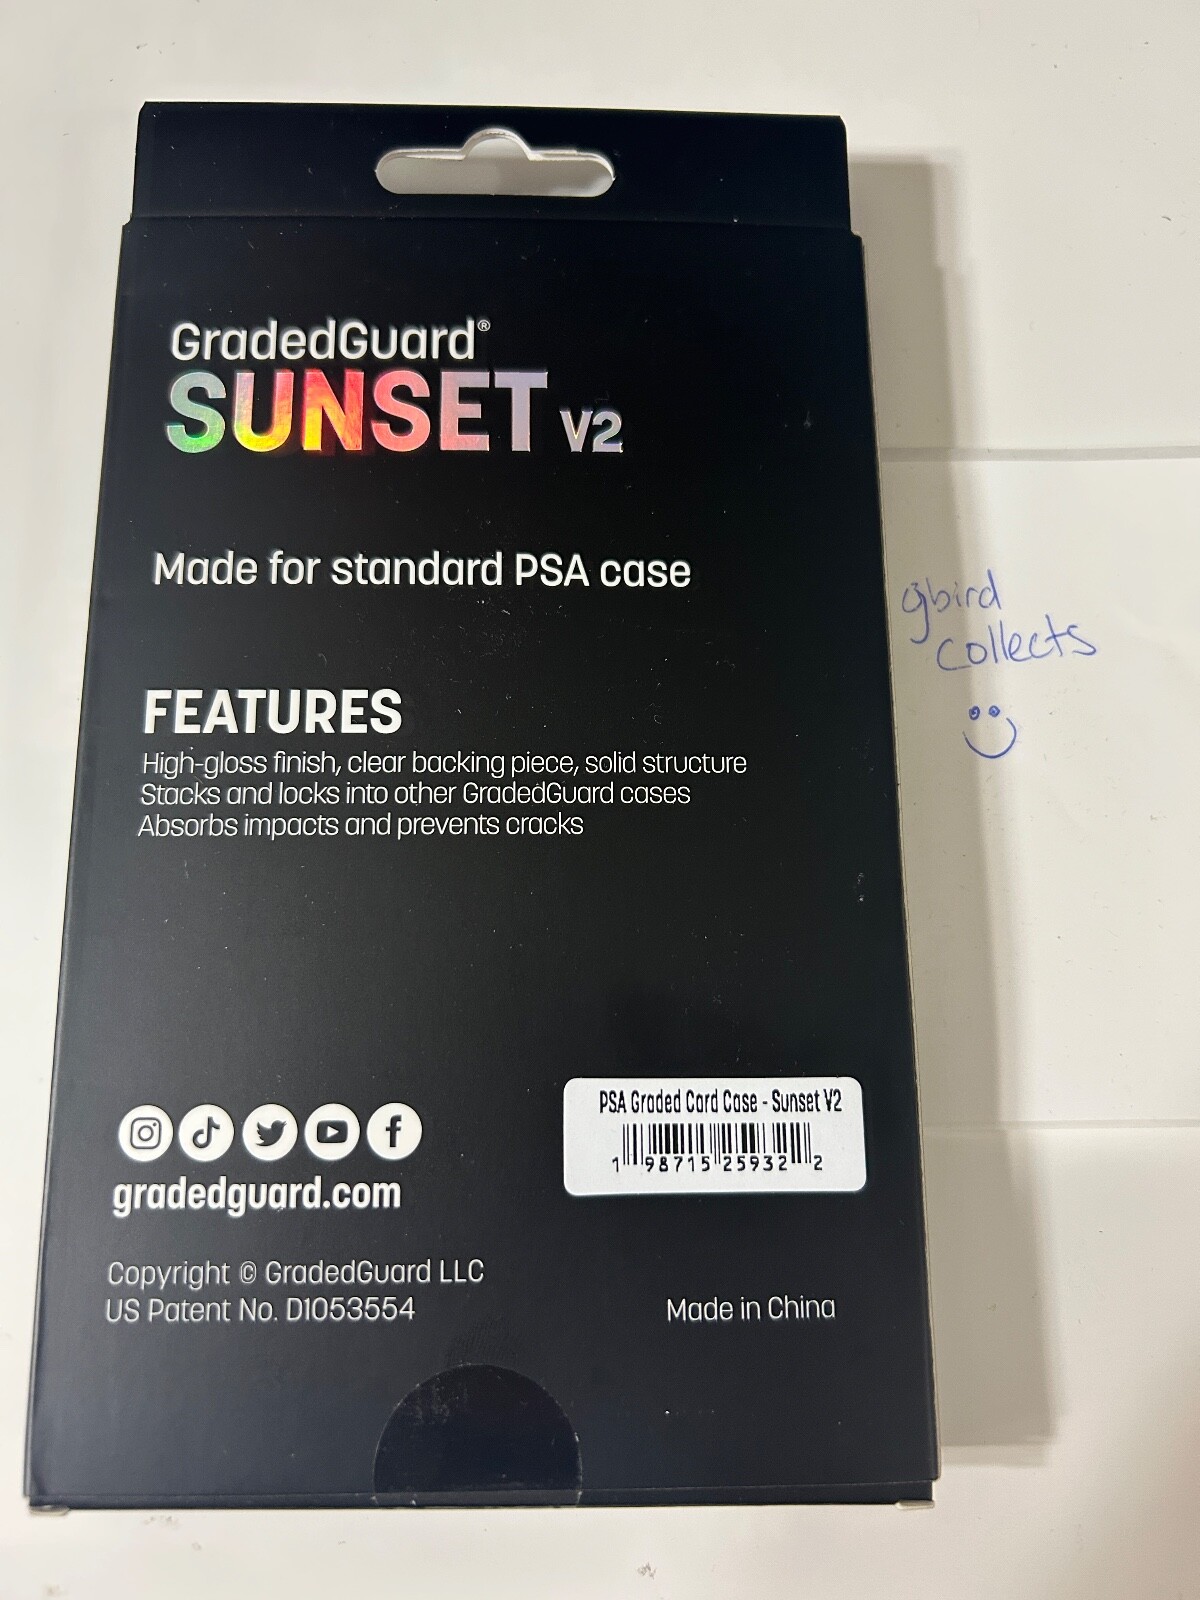 GradedGuard®
SUNSET V2
Made for standard PSA case
gbird
collects
FEATURES
High-gloss finish, clear backing piece, solid structure
Stacks and locks into other GradedGuard cases
Absorbs impacts and prevents cracks
PSA Graded Card Case - Sunset V2
1 98715 25932 2
gradedguard.com
Copyright © GradedGuard LLC
US Patent No. D1053554
Made in China